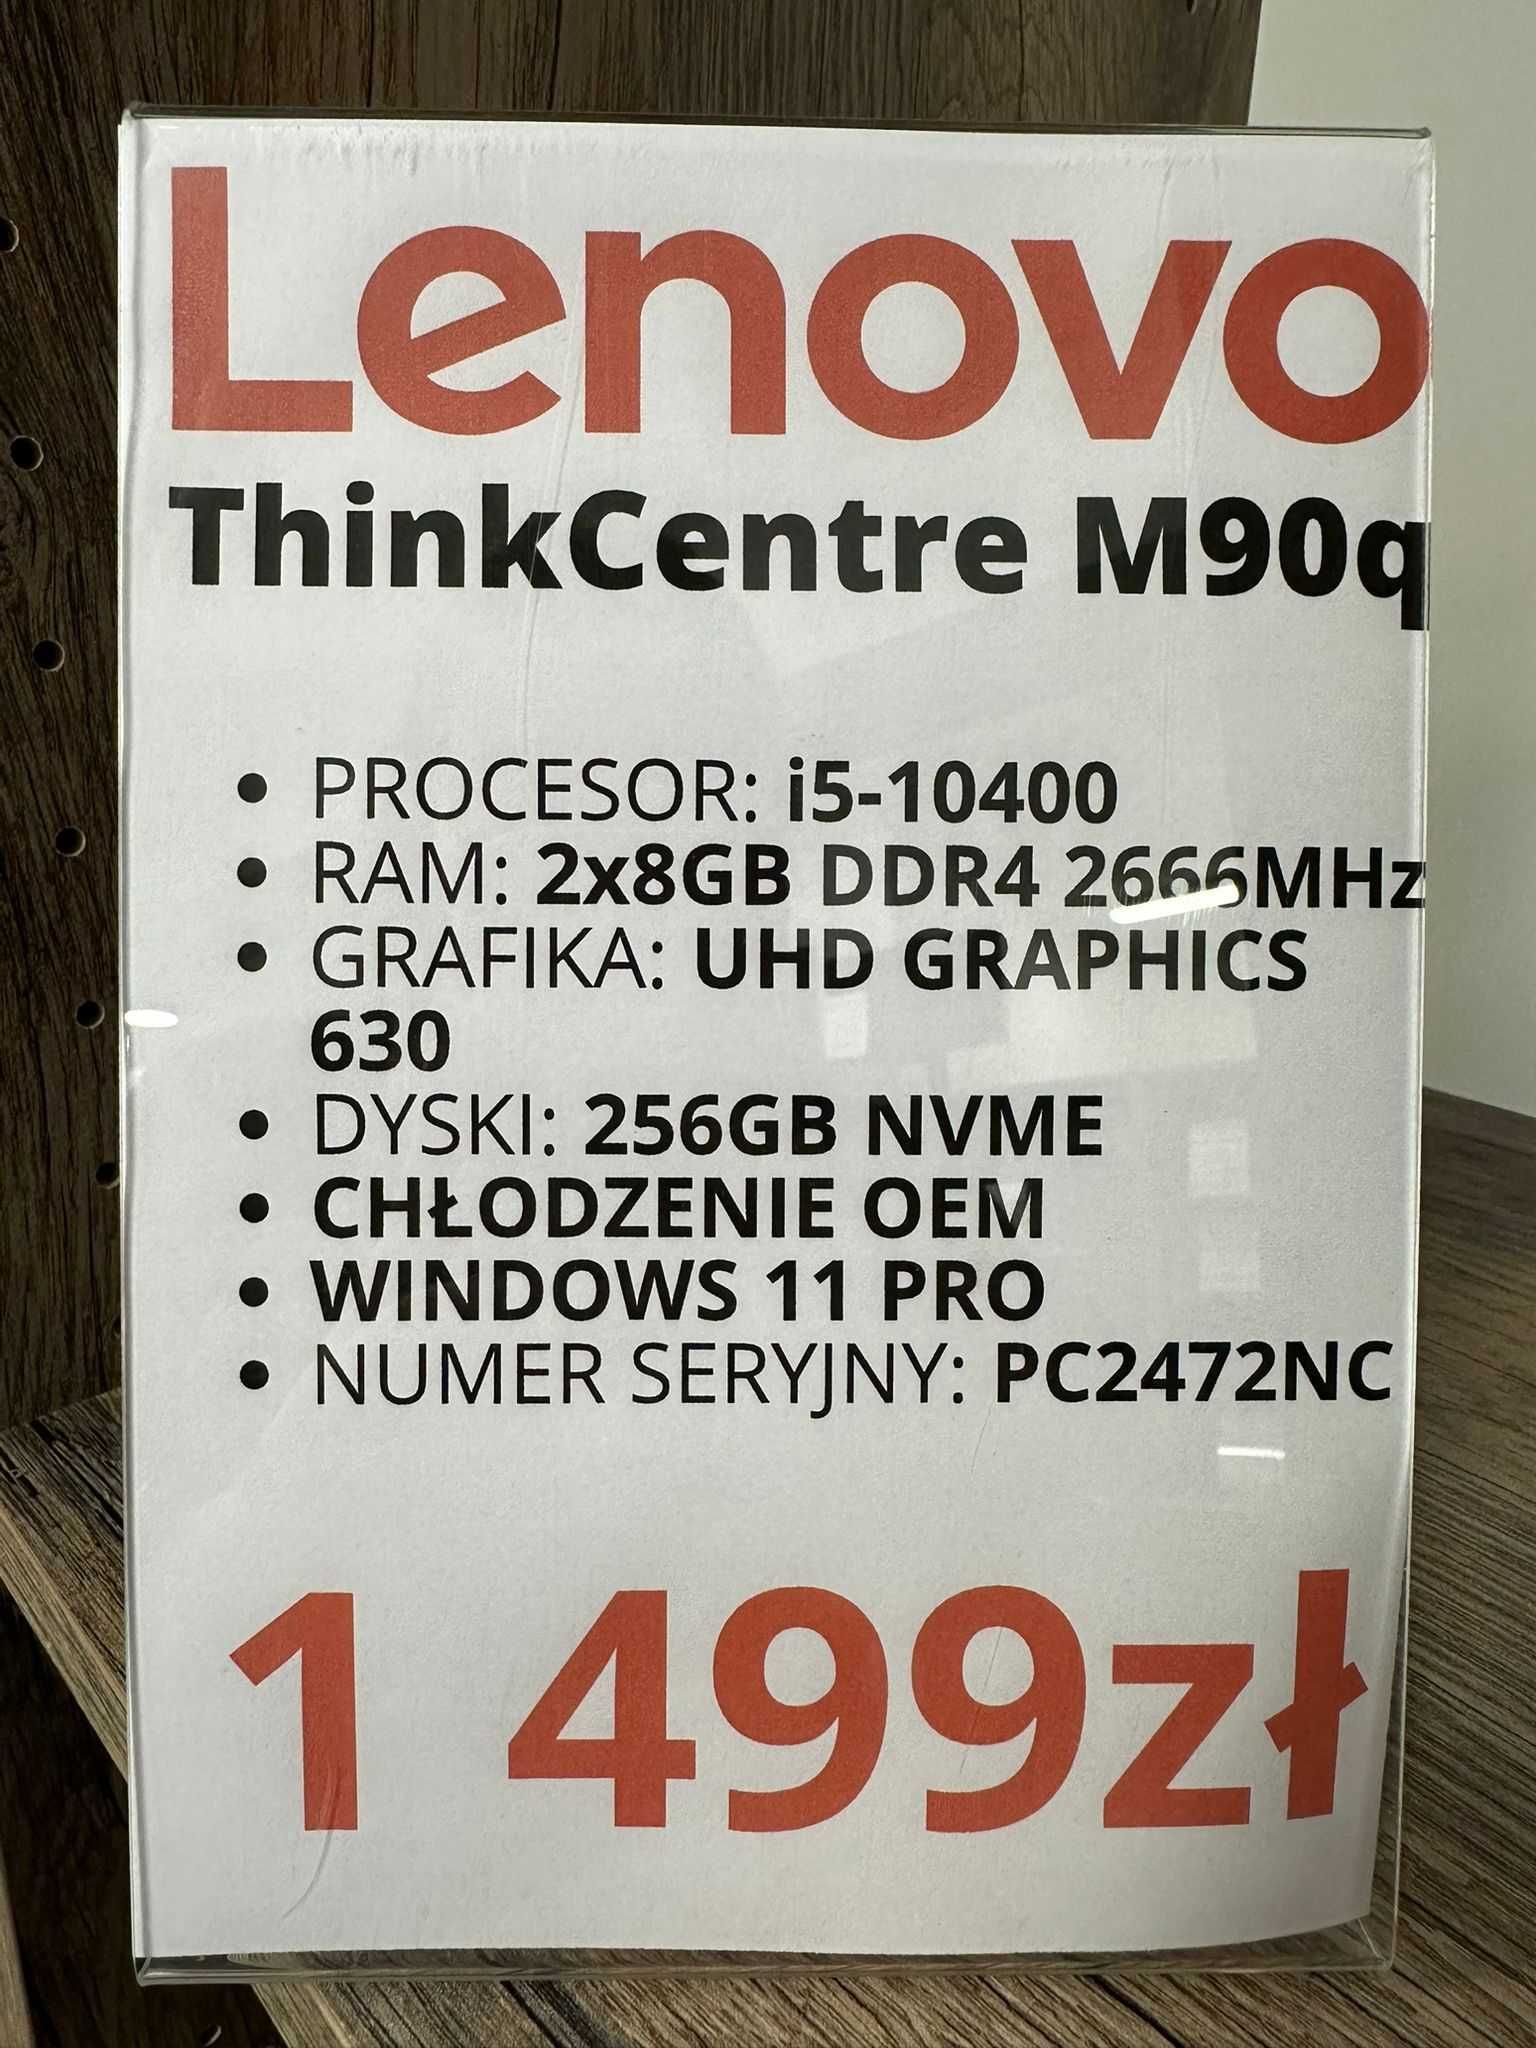 Lenovo
ThinkCentre M90q
• PROCESOR: i5-10400
• RAM: 2x8GB DDR4 2666MHz
• GRAFIKA: UHD GRAPHICS
630
• DYSKI: 256GB NVME
• CHŁODZENIE OEM
• WINDOWS 11 PRO
• NUMER SERYJNY: PC2472NC
1 499zł